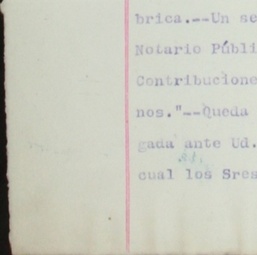 brica.--Un se
Notario Públi
Contribucione
nos."--Queda
gada ante Ud.
cual los Sres